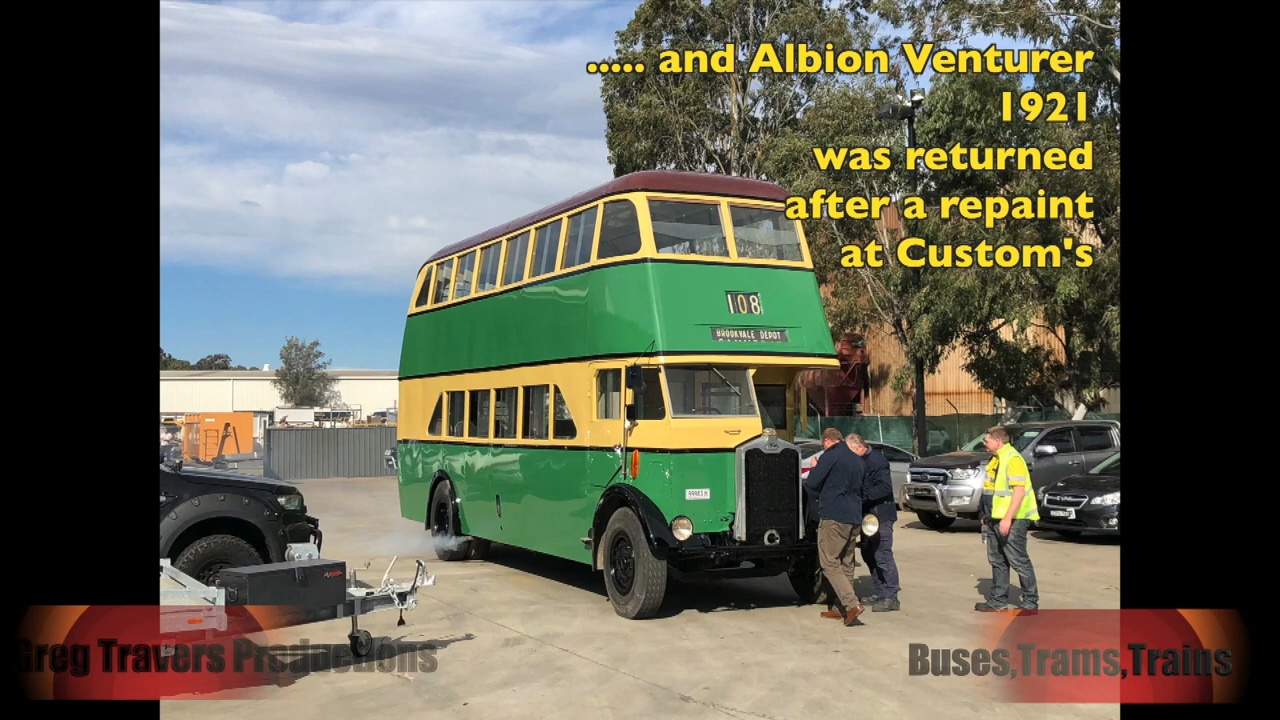 ..... and Albion Venturer
1921
was returned
after a repaint
at Custom's
108
BROOKVALE DEPOT
Greg Travers Productions
Buses,Trams,Trains